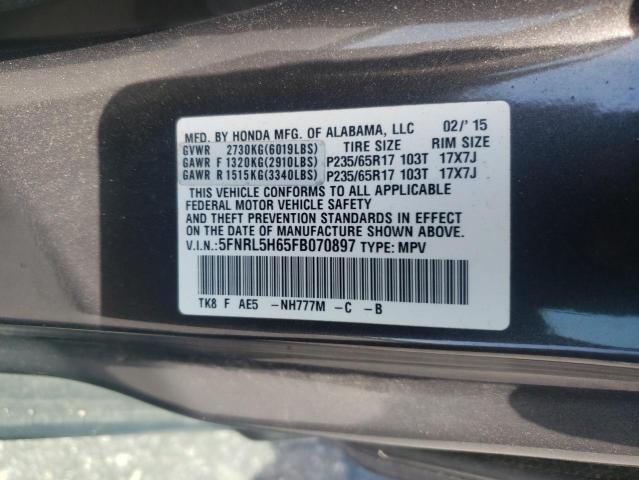 MFD. BY HONDA MFG. OF ALABAMA, LLC 02/'15
GVWR 2730KG(6019LBS) TIRE SIZE RIM SIZE
GAWR F 1320KG(2910LBS) P235/65R17 103T 17X7J
GAWR R 1515KG(3340LBS) P235/65R17 103T 17X7J
THIS VEHICLE CONFORMS TO ALL APPLICABLE
FEDERAL MOTOR VEHICLE SAFETY
AND THEFT PREVENTION STANDARDS IN EFFECT
ON THE DATE OF MANUFACTURE SHOWN ABOVE.
V.I.N.: 5FNRL5H65FB070897 TYPE: MPV
TK8 F AE5 -NH777M -C -B